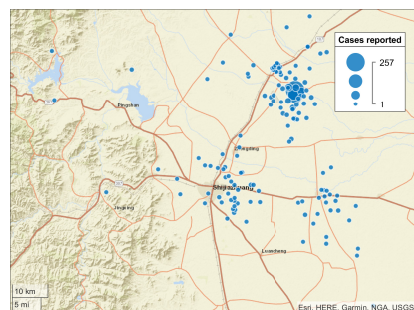 Cases reported
257
1
Pingshan
Zhengding
Shijiazhuang
Jingxing
Luancheng
10 km
5 mi
Esri, HERE, Garmin, NGA, USGS